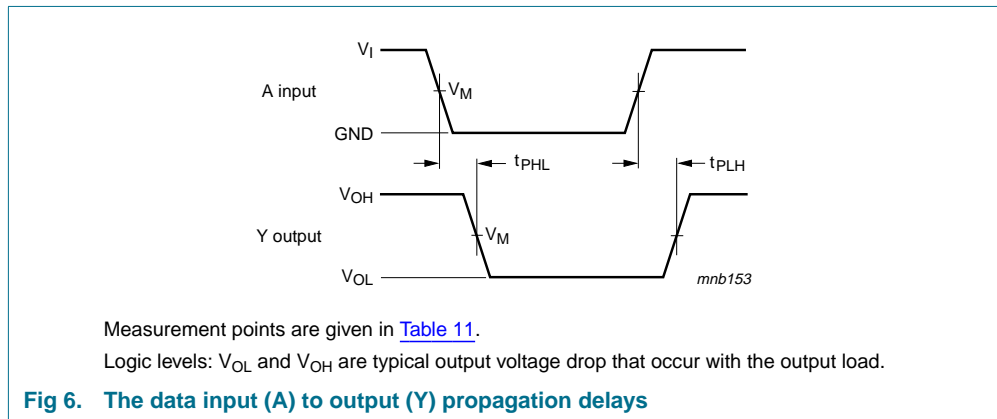 VI
A input
VM
GND
tPHL
tPLH
VOH
Y output
VM
VOL
mnb153
Measurement points are given in Table 11.
Logic levels: VOL and VOH are typical output voltage drop that occur with the output load.
Fig 6. The data input (A) to output (Y) propagation delays